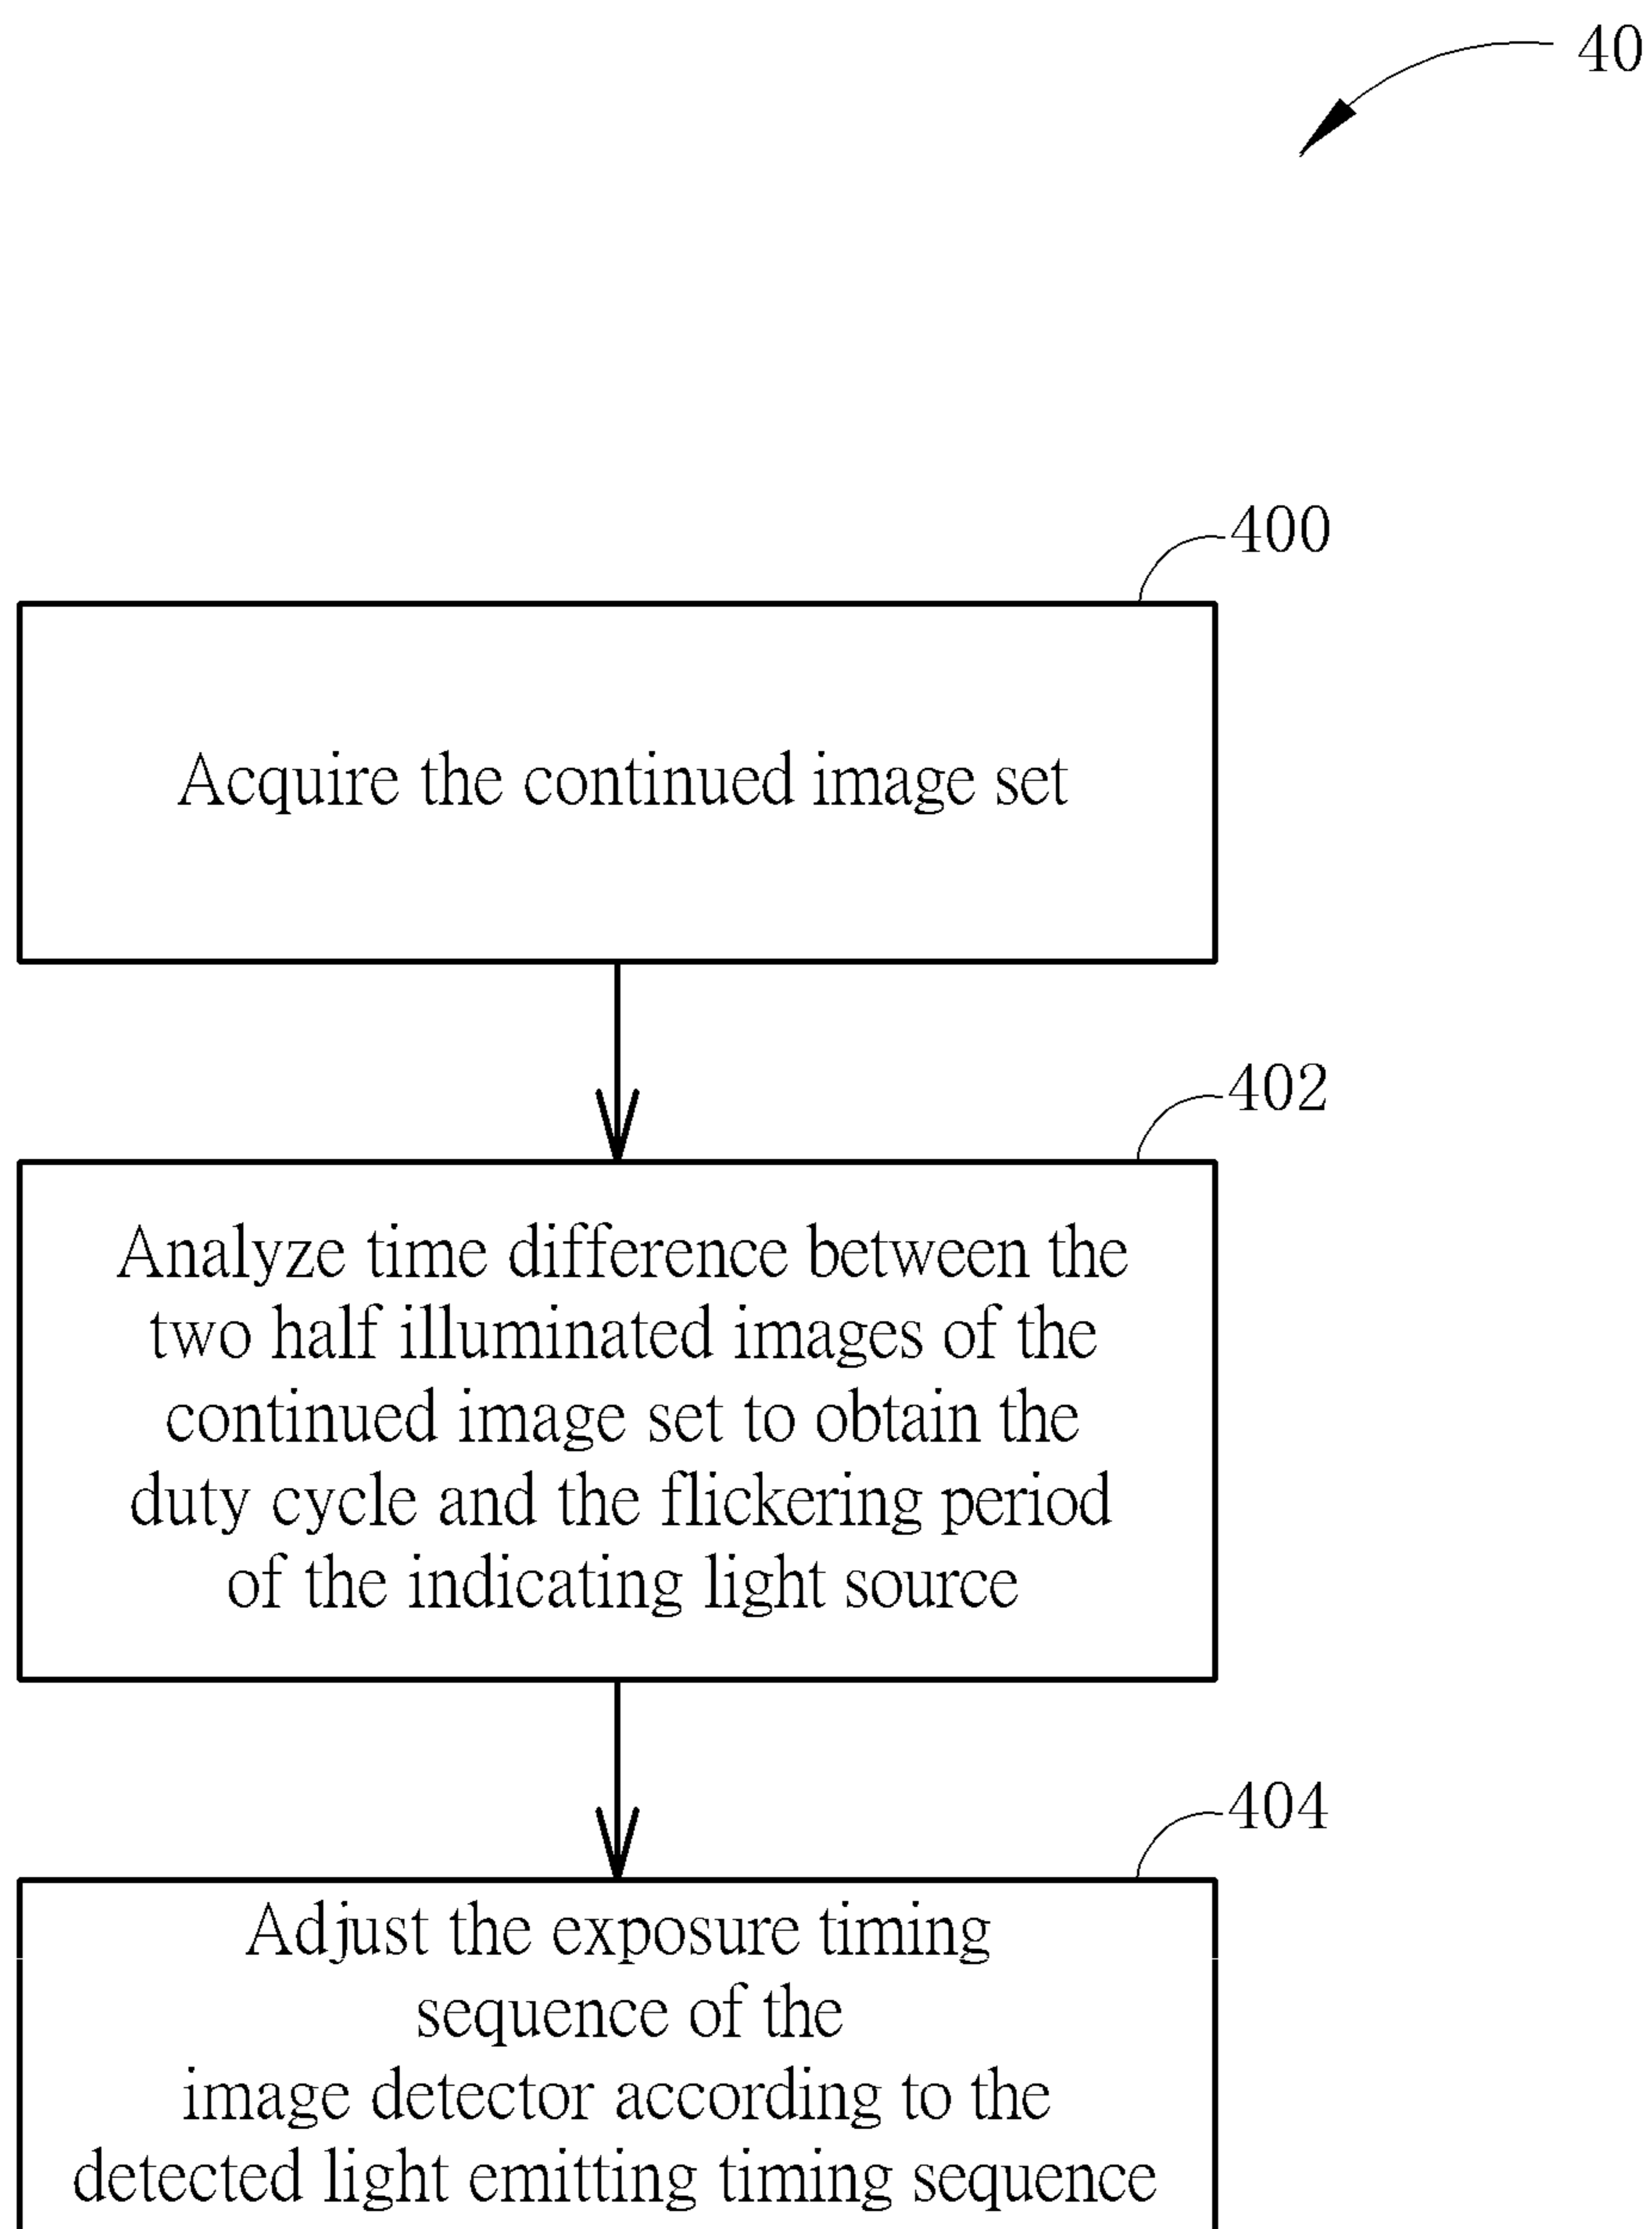 40
400
Acquire the continued image set
402
Analyze time difference between the
two half illuminated images of the
continued image set to obtain the
duty cycle and the flickering period
of the indicating light source
404
Adjust the exposure timing
sequence of the
image detector according to the
detected light emitting timing sequence